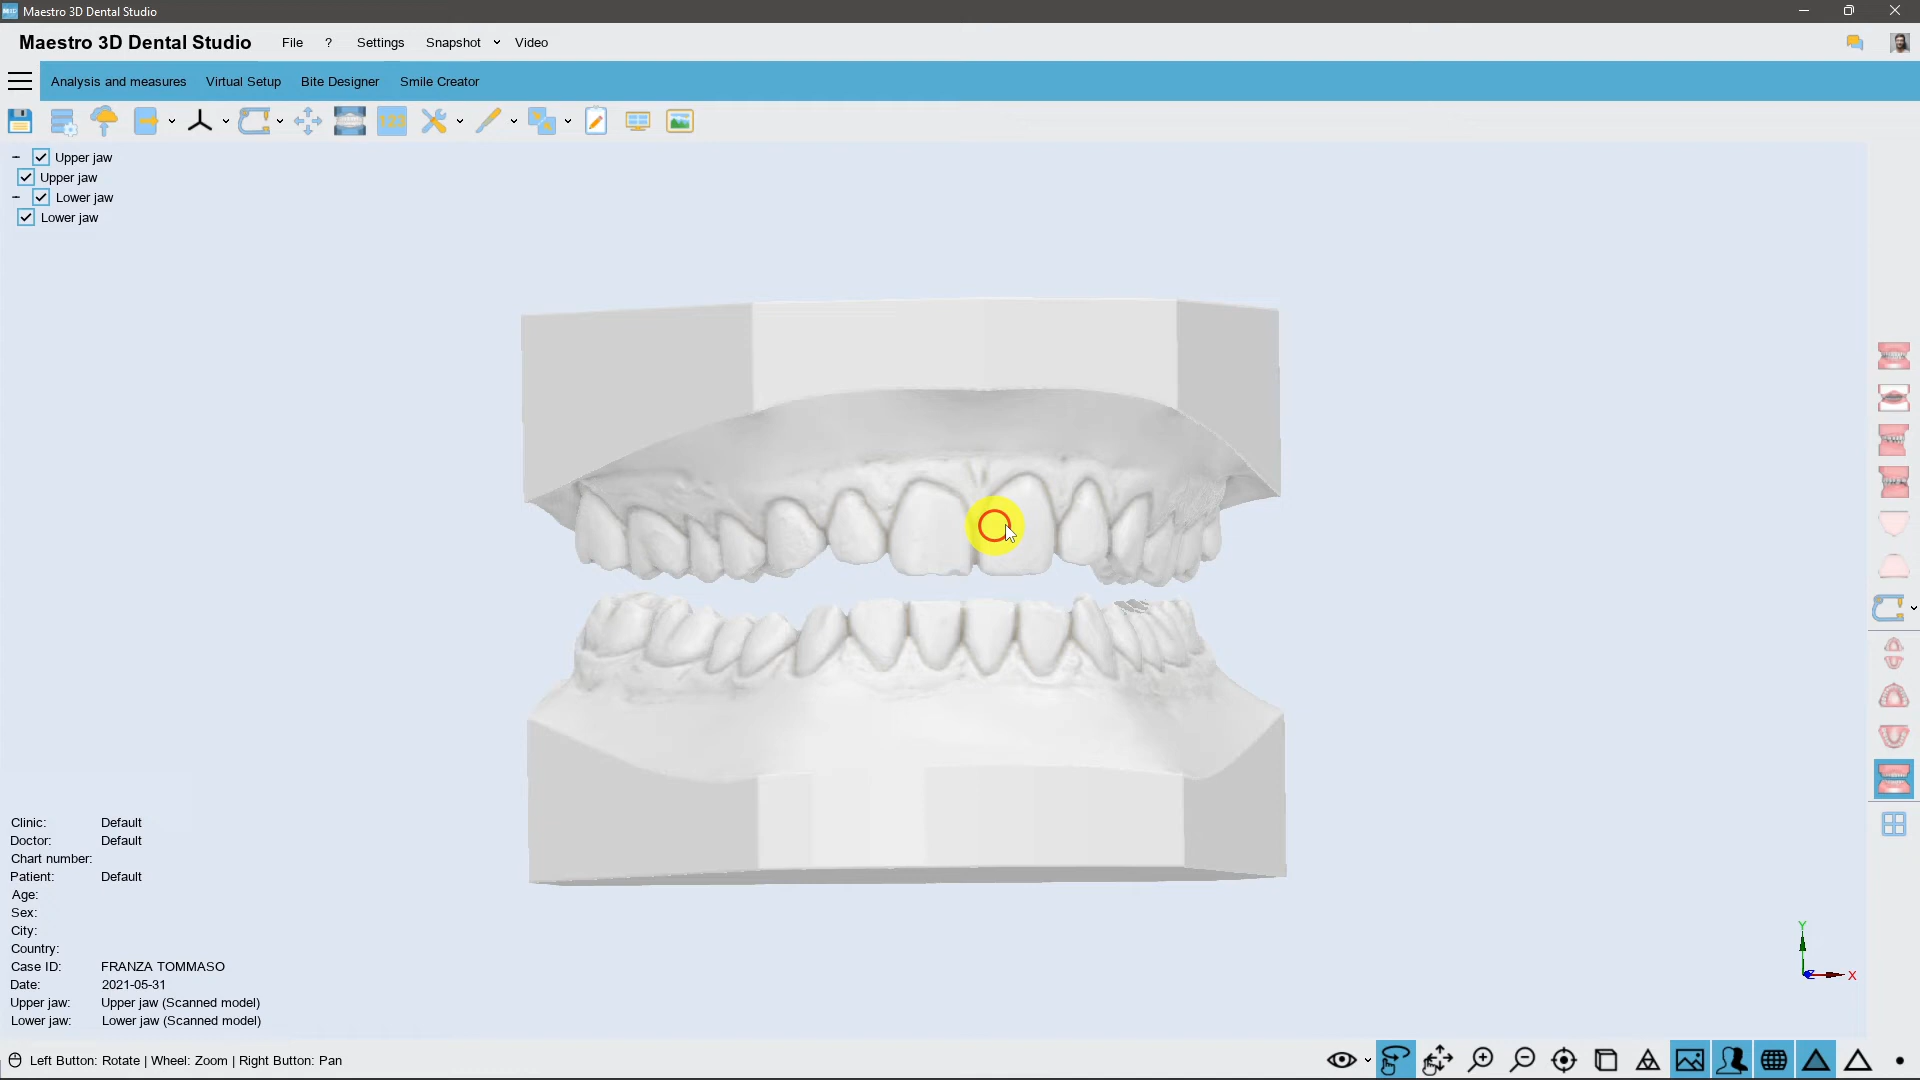 Maestro 3D Dental Studio
Maestro 3D Dental Studio
File
?
Settings
Snapshot
Video
Analysis and measures
Virtual Setup
Bite Designer
Smile Creator
123
Upper jaw
Upper jaw
Lower jaw
Lower jaw
Clinic: Default
Doctor: Default
Chart number:
Patient: Default
Age:
Sex:
City:
Country:
Case ID: FRANZA TOMMASO
Date: 2021-05-31
Upper jaw: Upper jaw (Scanned model)
Lower jaw: Lower jaw (Scanned model)
Y
Z
X
Left Button: Rotate | Wheel: Zoom | Right Button: Pan